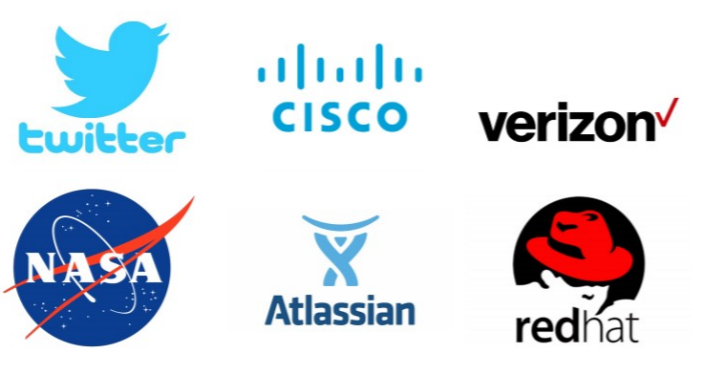 twitter
CISCO
verizon
NASA
Atlassian
redhat